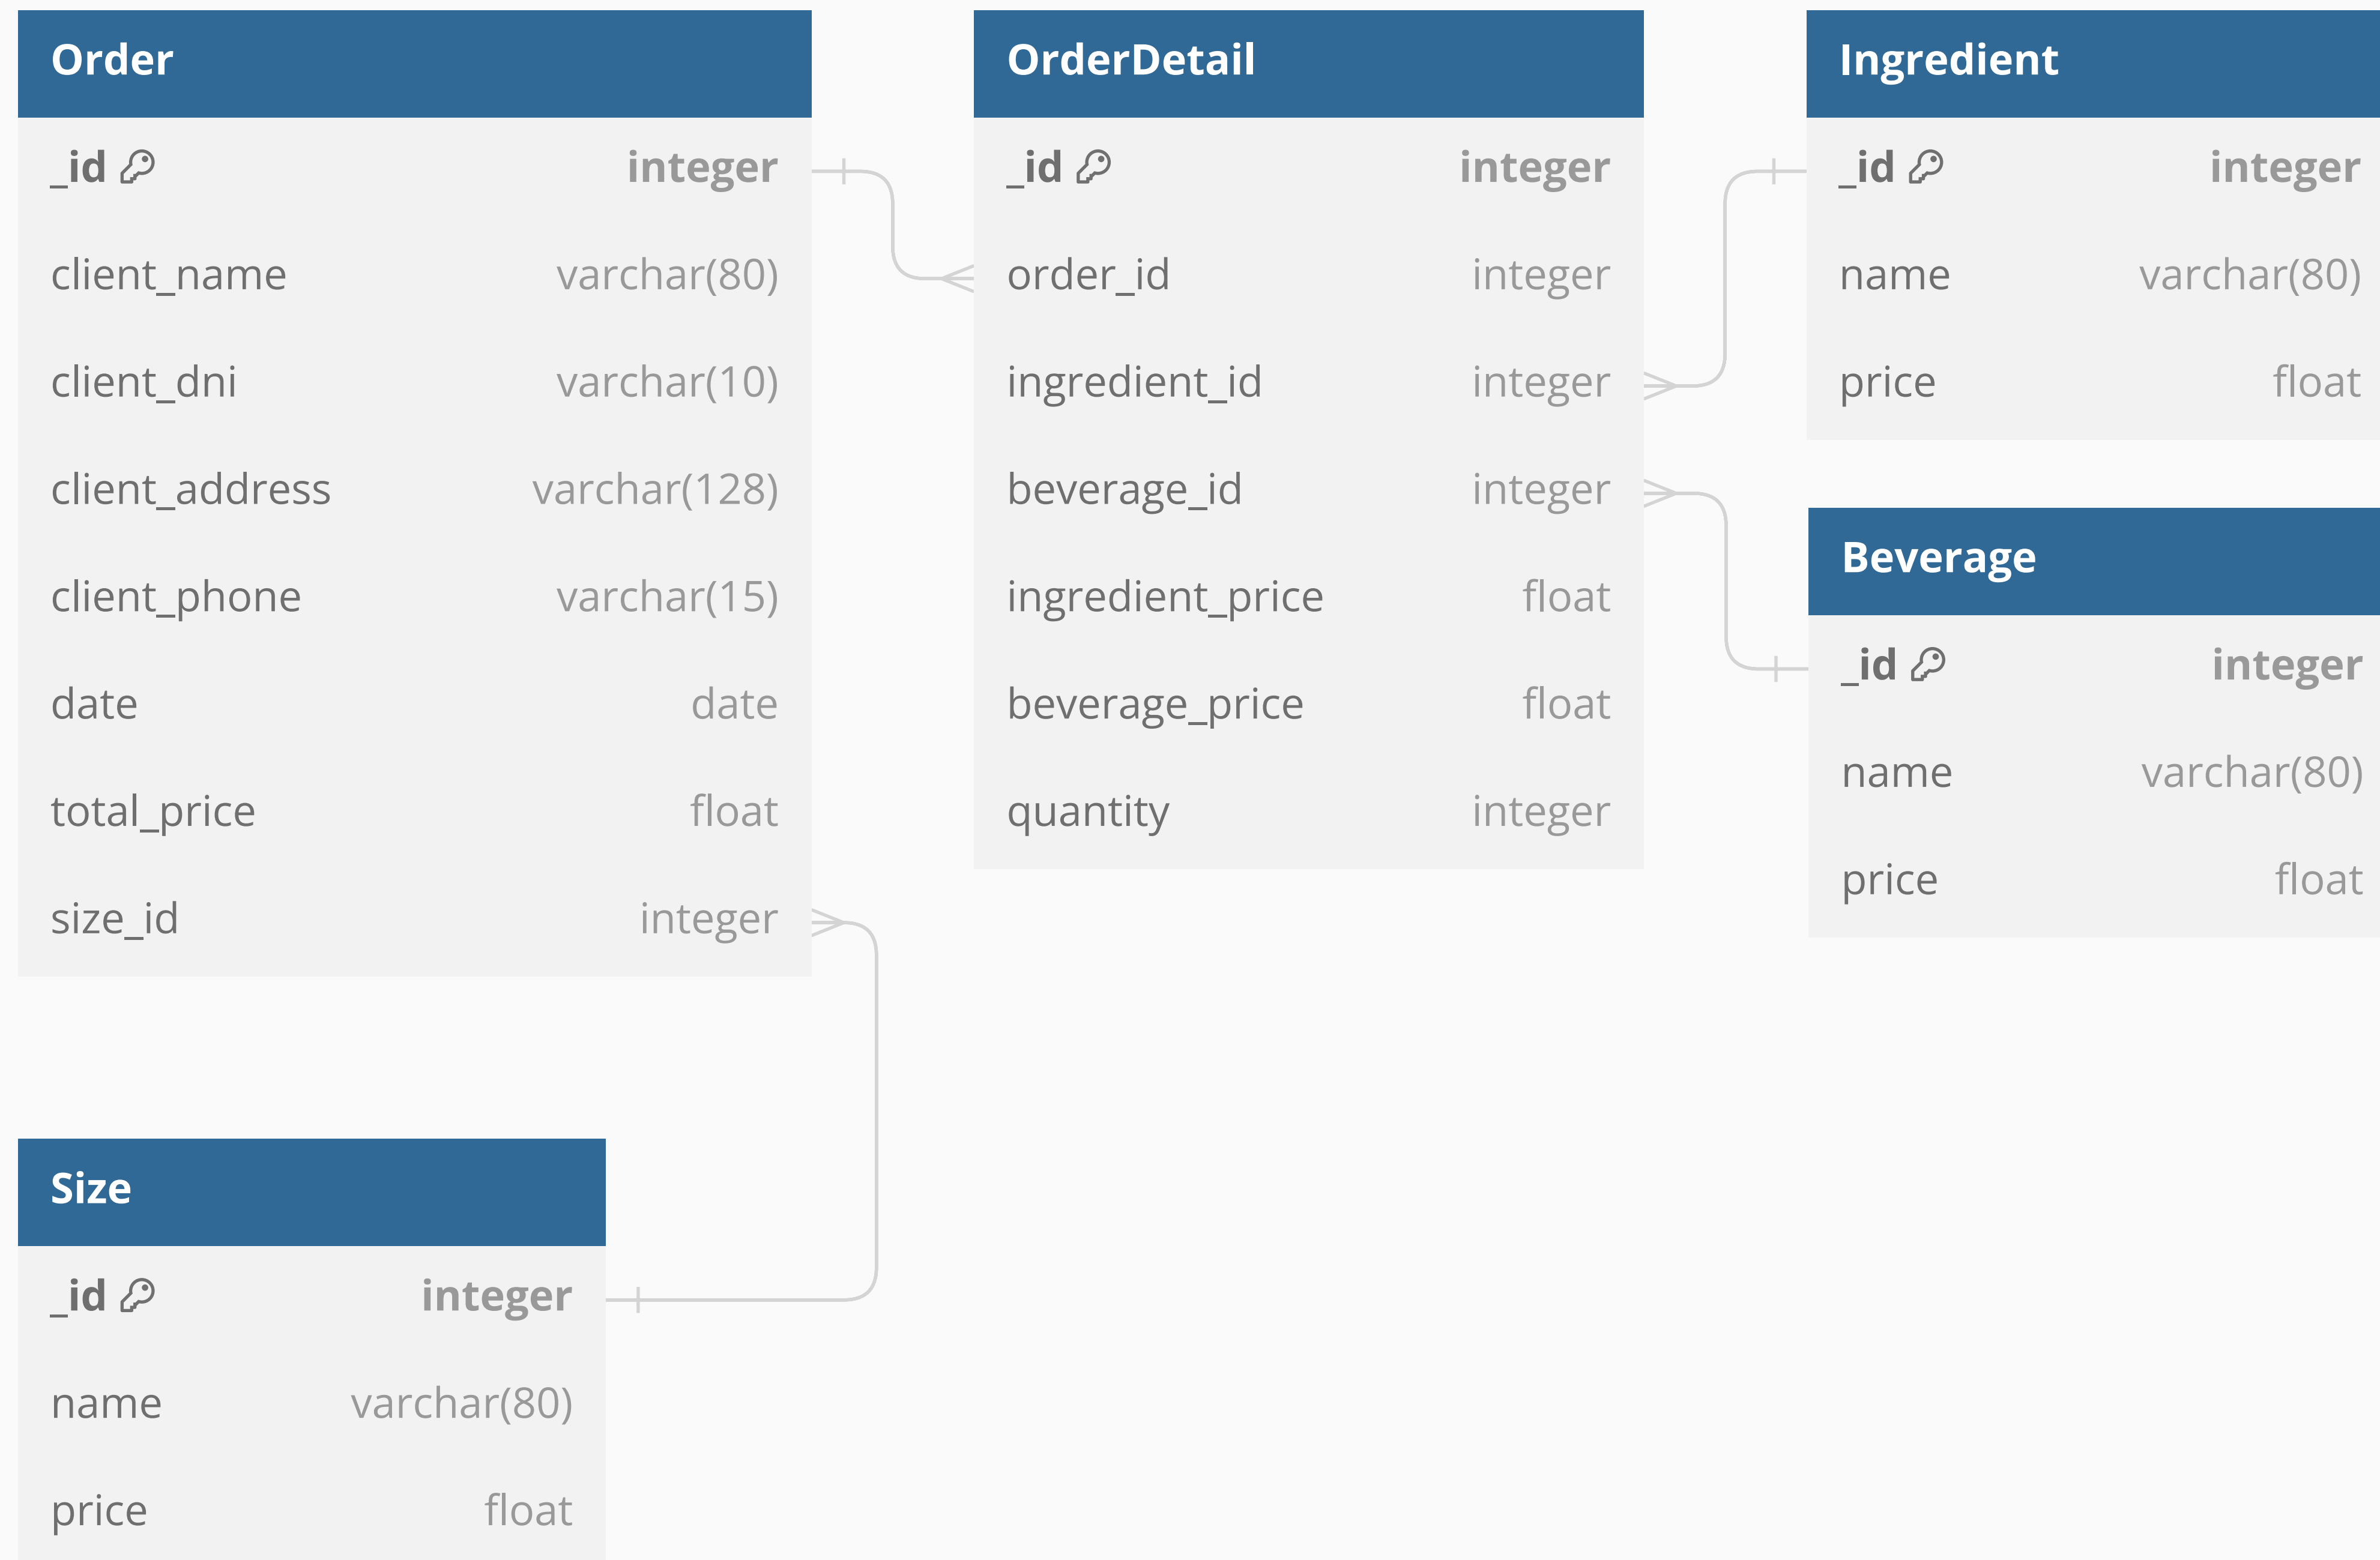 Order
_id integer
client_name varchar(80)
client_dni varchar(10)
client_address varchar(128)
client_phone varchar(15)
date date
total_price float
size_id integer
OrderDetail
_id integer
order_id integer
ingredient_id integer
beverage_id integer
ingredient_price float
beverage_price float
quantity integer
Ingredient
_id integer
name varchar(80)
price float
Beverage
_id integer
name varchar(80)
price float
Size
_id integer
name varchar(80)
price float